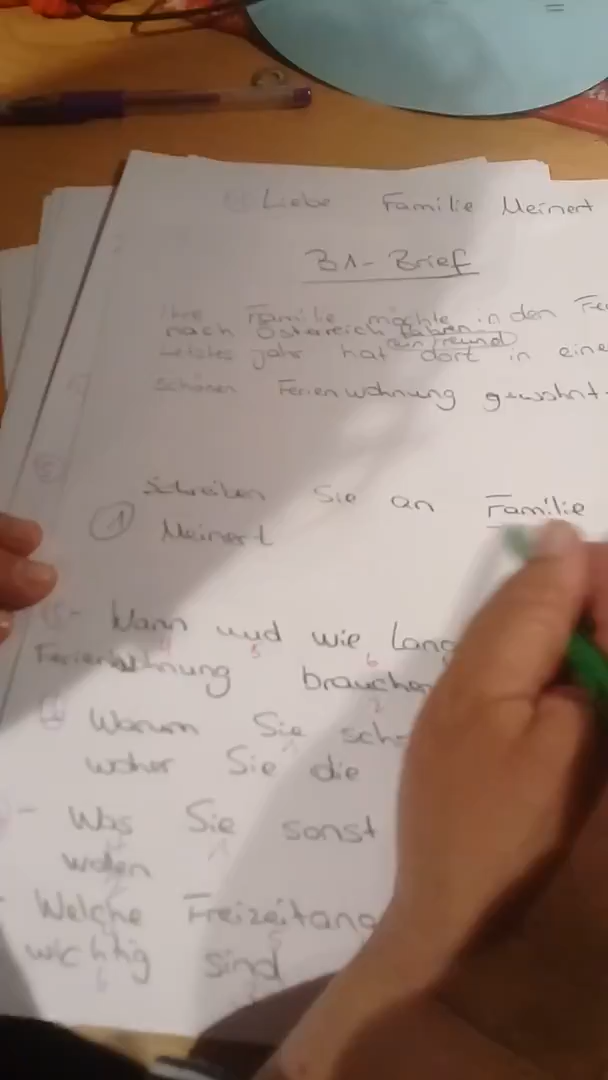 Liebe Familie Meinert
B1 - Brief
Ihre Familie möchte in den
nach Österreich fahren
ein Freund
Letztes Jahr hat dort in eine
schönen Ferienwohnung gewohnt.
Schreiben Sie an Familie
① Meinert
- Wann und wie lang
Ferienwohnung brauchen
Warum Sie
woher Sie die
- Was Sie sonst
wolen
- Welche Freizeitang
wichtig sind